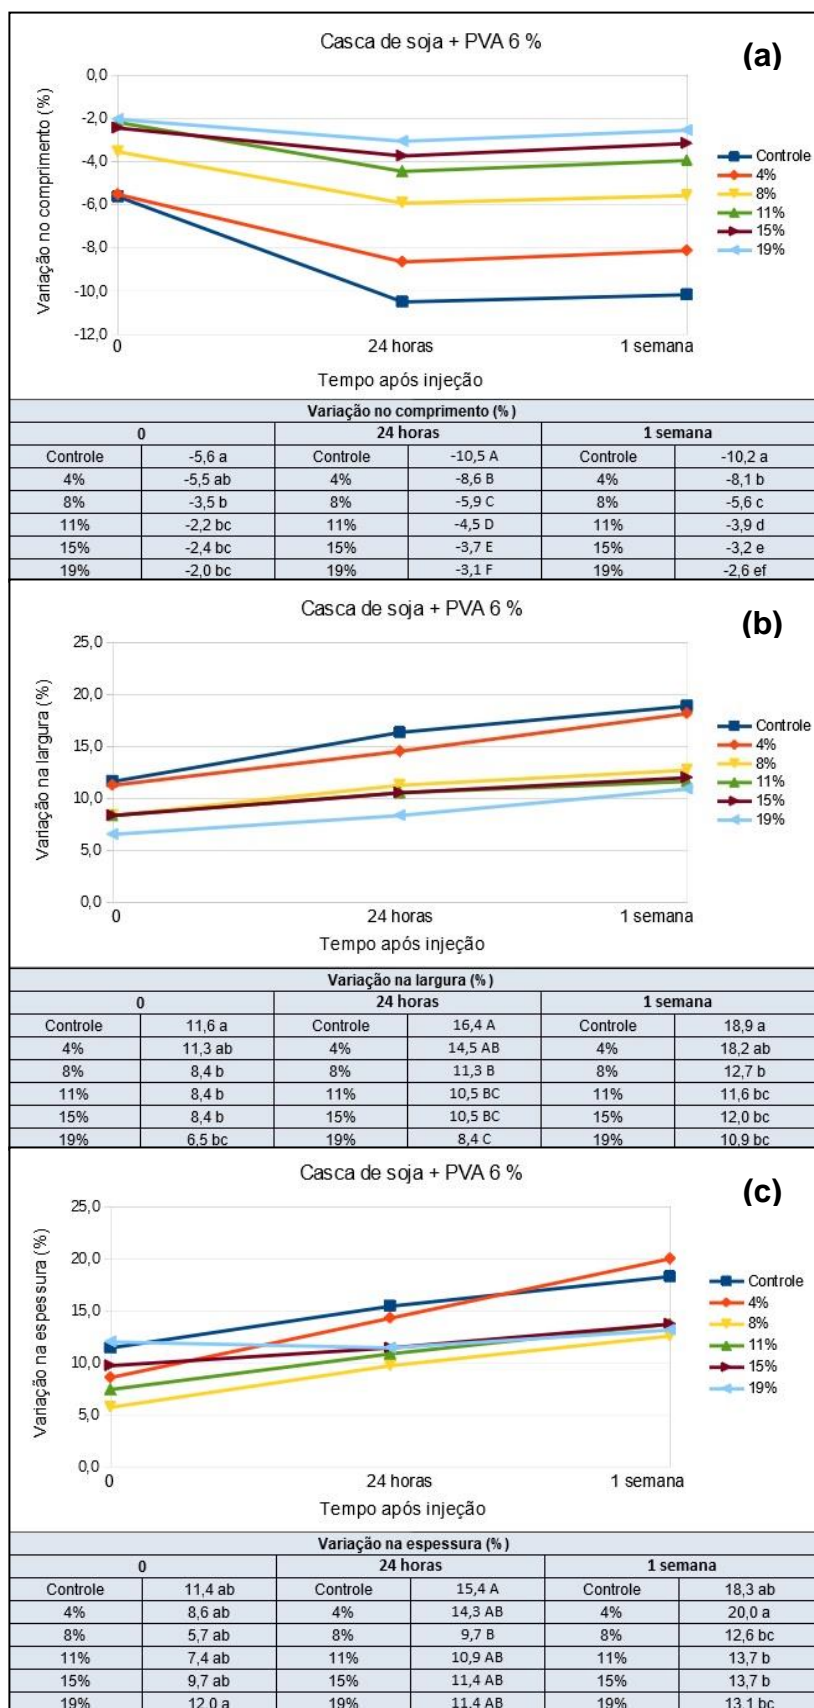 Casca de soja + PVA 6 %
(a)
0,0
-2,0
-4,0
-6,0
-8,0
-10,0
-12,0
Variação no comprimento (%)
0 24 horas 1 semana
Tempo após injeção
Controle
4%
8%
11%
15%
19%
Variação no comprimento (%)
0 24 horas 1 semana
Controle -5,6 a Controle -10,5 A Controle -10,2 a
4% -5,5 ab 4% -8,6 B 4% -8,1 b
8% -3,5 b 8% -5,9 C 8% -5,6 c
11% -2,2 bc 11% -4,5 D 11% -3,9 d
15% -2,4 bc 15% -3,7 E 15% -3,2 e
19% -2,0 bc 19% -3,1 F 19% -2,6 ef
Casca de soja + PVA 6 %
(b)
25,0
20,0
15,0
10,0
5,0
0,0
Variação na largura (%)
0 24 horas 1 semana
Tempo após injeção
Controle
4%
8%
11%
15%
19%
Variação na largura (%)
0 24 horas 1 semana
Controle 11,6 a Controle 16,4 A Controle 18,9 a
4% 11,3 ab 4% 14,5 AB 4% 18,2 ab
8% 8,4 b 8% 11,3 B 8% 12,7 b
11% 8,4 b 11% 10,5 BC 11% 11,6 bc
15% 8,4 b 15% 10,5 BC 15% 12,0 bc
19% 6,5 bc 19% 8,4 C 19% 10,9 bc
Casca de soja + PVA 6 %
(c)
25,0
20,0
15,0
10,0
5,0
0,0
Variação na espessura (%)
0 24 horas 1 semana
Tempo após injeção
Controle
4%
8%
11%
15%
19%
Variação na espessura (%)
0 24 horas 1 semana
Controle 11,4 ab Controle 15,4 A Controle 18,3 ab
4% 8,6 ab 4% 14,3 AB 4% 20,0 a
8% 5,7 ab 8% 9,7 B 8% 12,6 bc
11% 7,4 ab 11% 10,9 AB 11% 13,7 b
15% 9,7 ab 15% 11,4 AB 15% 13,7 b
19% 12,0 a 19% 11,4 AB 19% 13,1 bc